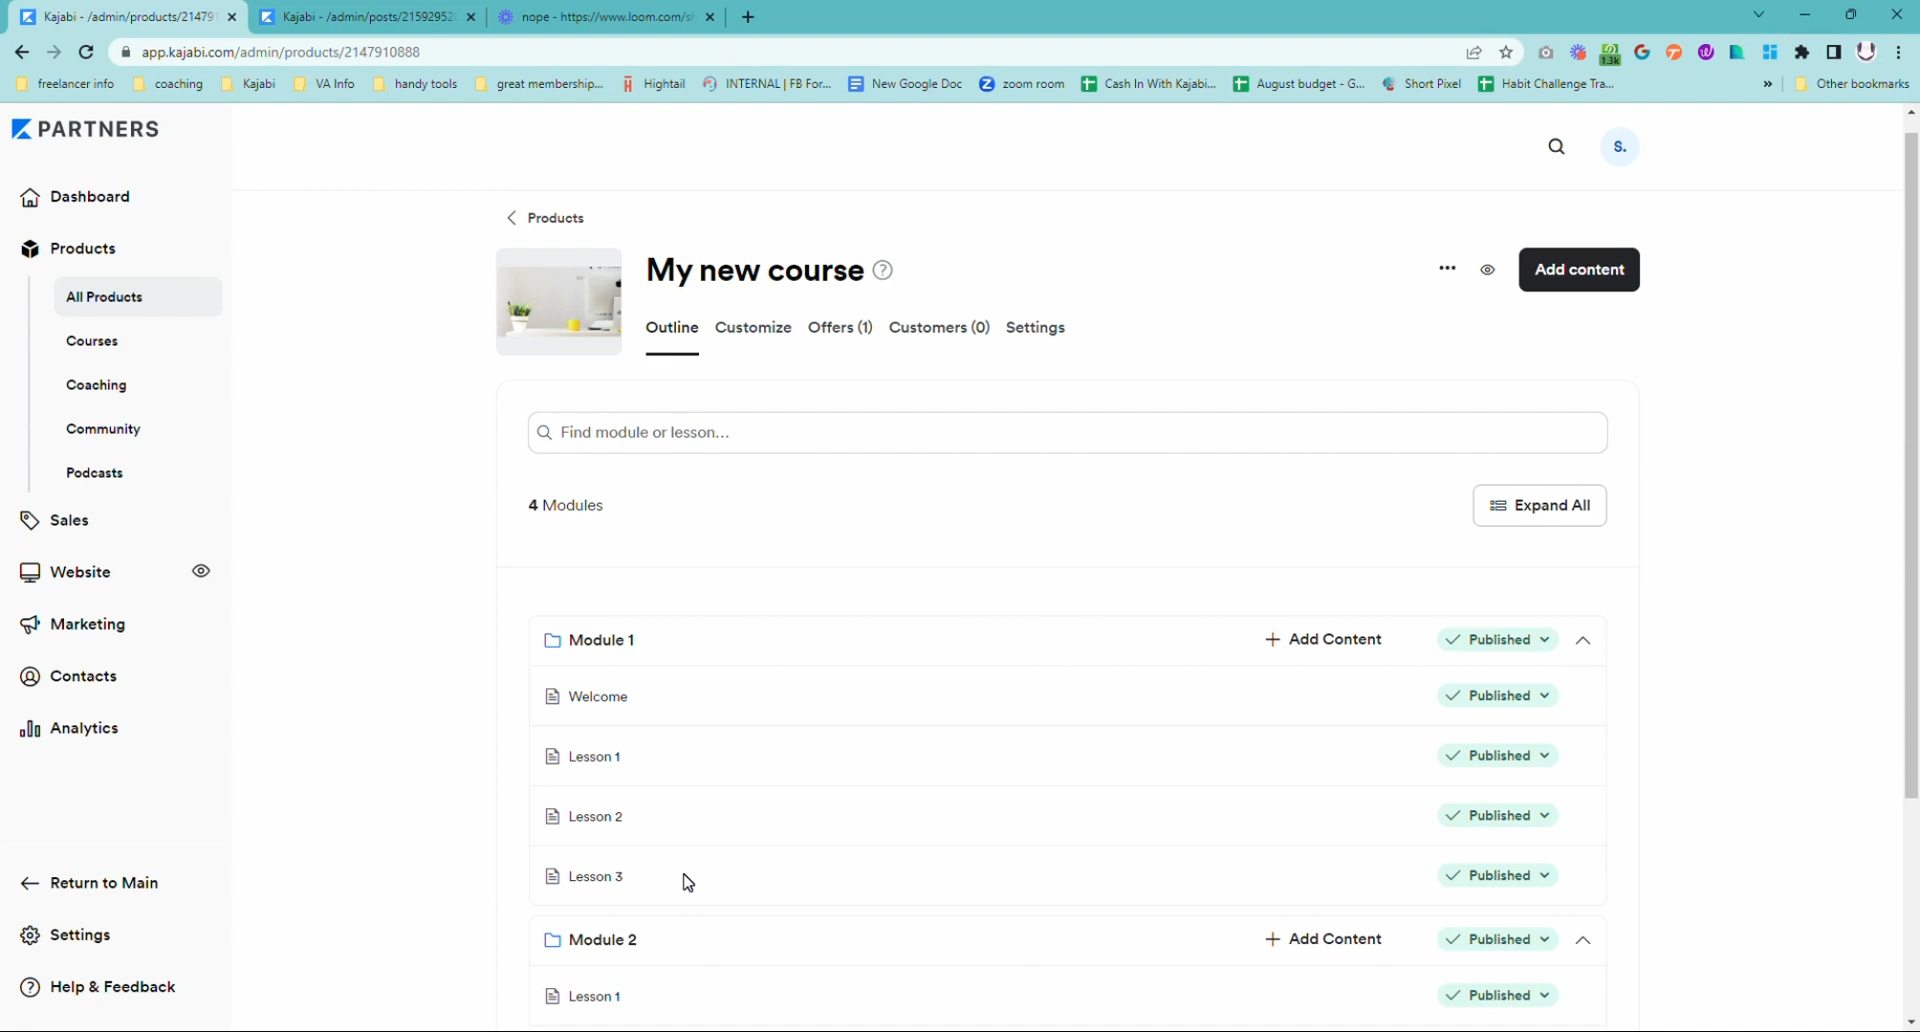 Kajabi - /admin/products/21479
Kajabi - /admin/posts/21592952
nope - https://www.loom.com/sh
app.kajabi.com/admin/products/2147910888
1.3k
freelancer info
coaching
Kajabi
VA Info
handy tools
great membership...
Hightail
INTERNAL | FB For...
New Google Doc
zoom room
Cash In With Kajabi...
August budget - G...
Short Pixel
Habit Challenge Tra...
»
Other bookmarks
PARTNERS
S.
Dashboard
Products
All Products
Courses
Coaching
Community
Podcasts
Sales
Website
Marketing
Contacts
Analytics
Return to Main
Settings
Help & Feedback
Products
My new course
Add content
Outline Customize Offers (1) Customers (0) Settings
Find module or lesson...
4 Modules
Expand All
Module 1 + Add Content Published
Welcome Published
Lesson 1 Published
Lesson 2 Published
Lesson 3 Published
Module 2 + Add Content Published
Lesson 1 Published